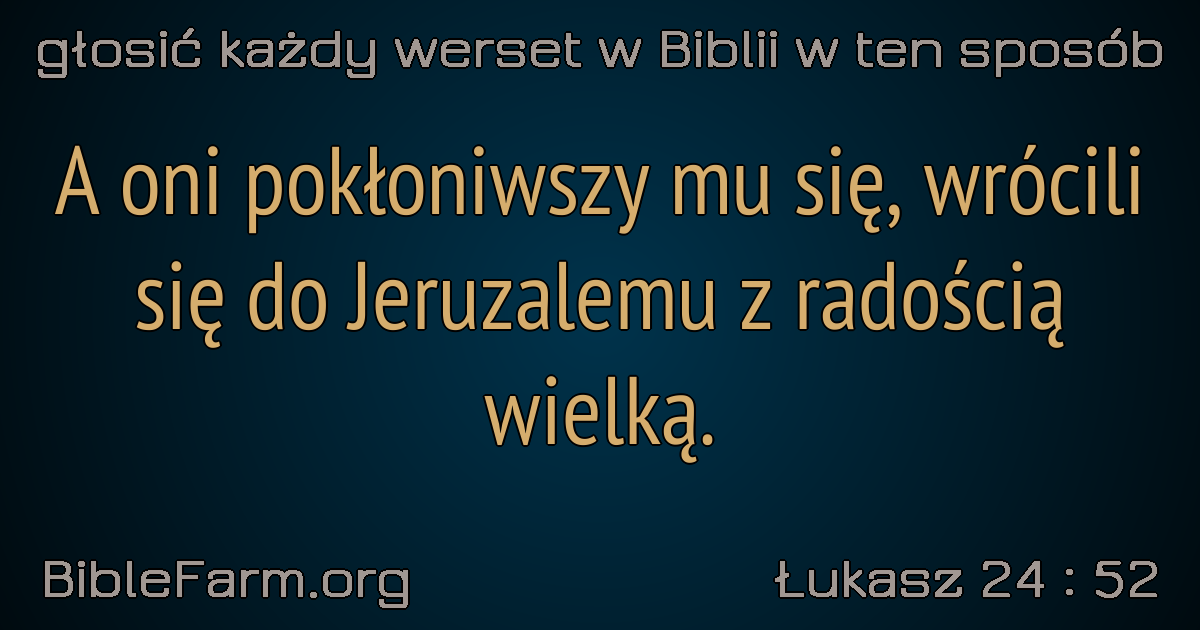 głosić każdy werset w Biblii w ten sposób
A oni pokłoniwszy mu się, wrócili
się do Jeruzalemu z radością
wielką.
BibleFarm.org
Łukasz 24 : 52